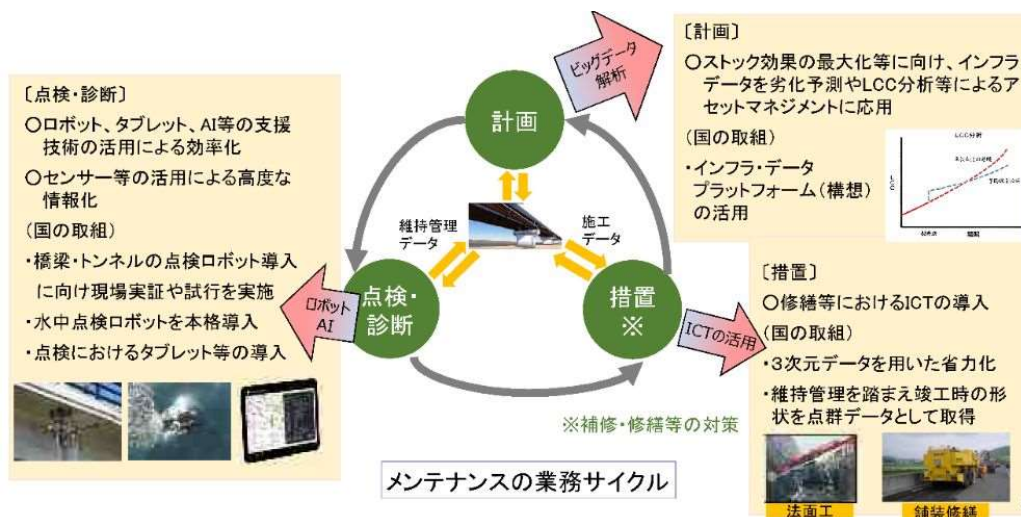 〔点検・診断〕
○ロボット、タブレット、AI等の支援
技術の活用による効率化
○センサー等の活用による高度な
情報化
(国の取組)
・橋梁・トンネルの点検ロボット導入
に向け現場実証や試行を実施
・水中点検ロボットを本格導入
・点検におけるタブレット等の導入
計画
ビッグデータ
解析
維持管理
データ
施工
データ
点検・
診断
ロボット
AI
措置
※
ICTの活用
※補修・修繕等の対策
メンテナンスの業務サイクル
〔計画〕
○ストック効果の最大化等に向け、インフラ
データを劣化予測やLCC分析等によるア
セットマネジメントに応用
(国の取組)
・インフラ・データ
プラットフォーム(構想)
の活用
LCC分析
〔措置〕
○修繕等におけるICTの導入
(国の取組)
・3次元データを用いた省力化
・維持管理を踏まえ竣工時の形
状を点群データとして取得
法面工
舗装修繕